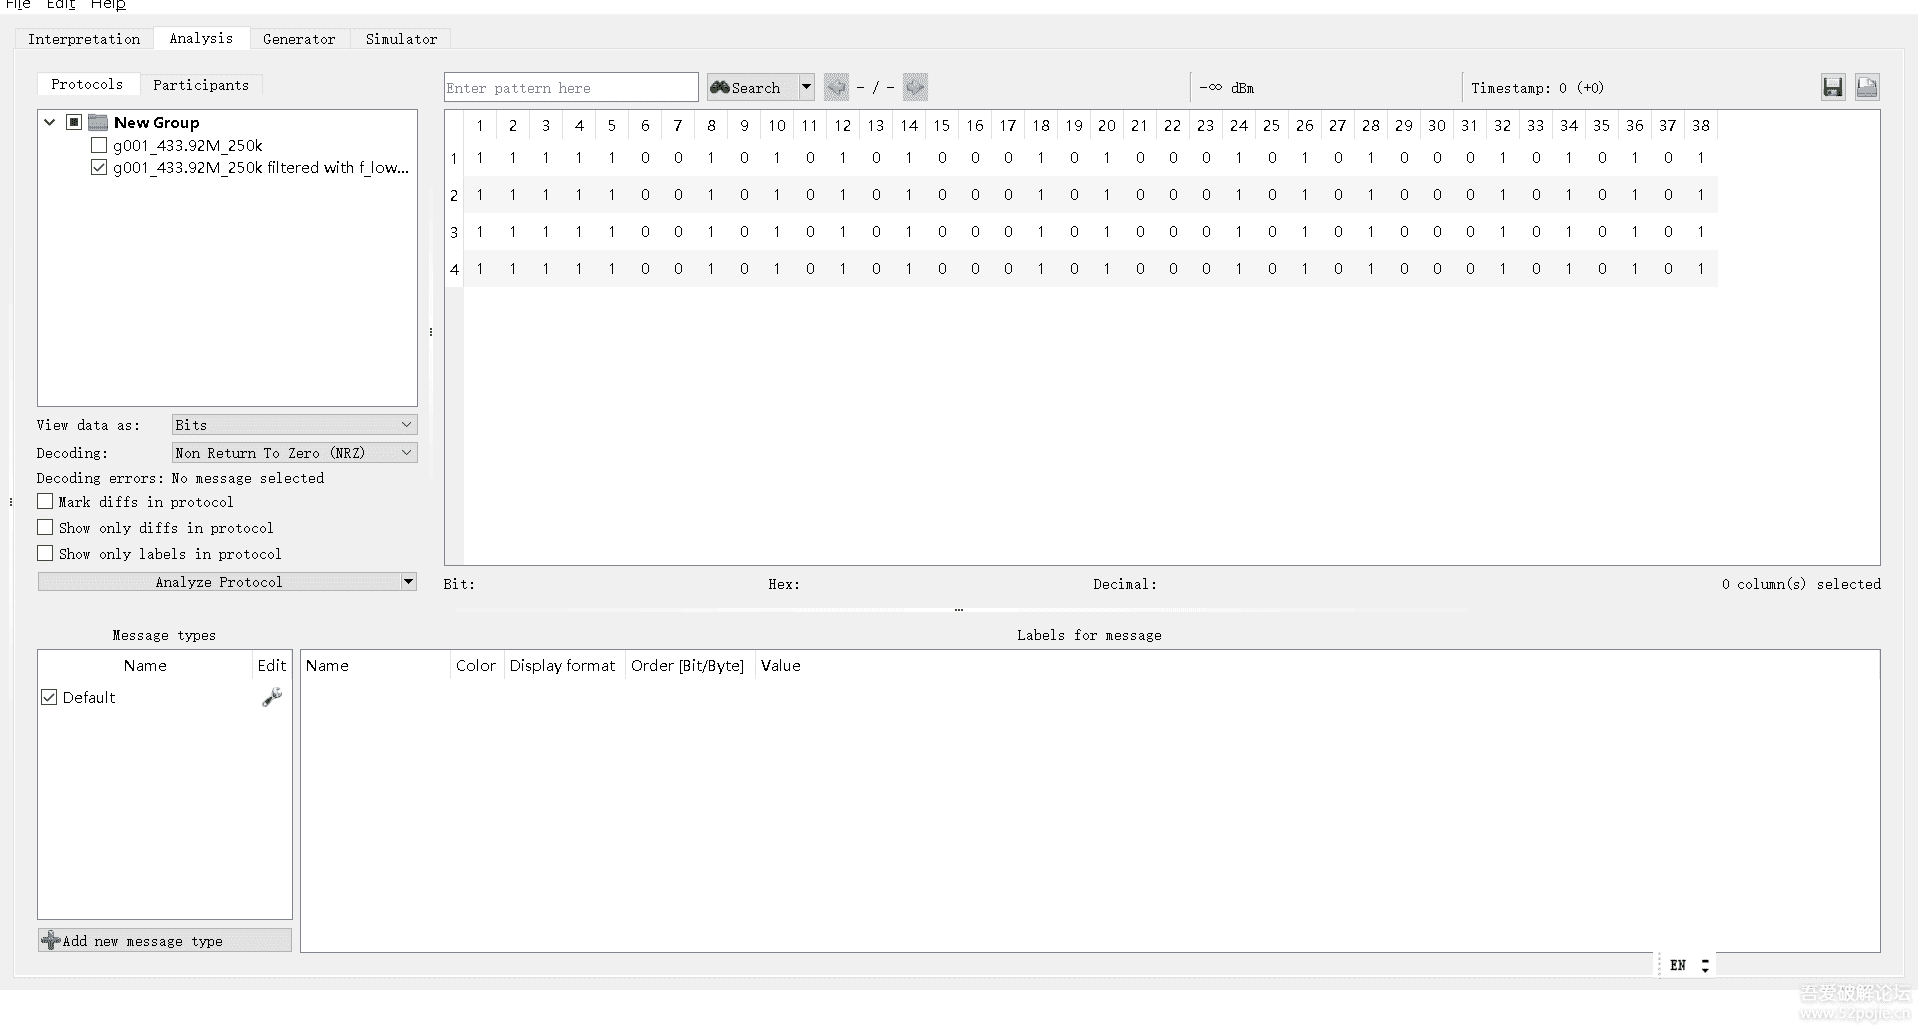 File Edit Help
Interpretation Analysis Generator Simulator
Protocols Participants
Enter pattern here Search - / - -∞ dBm Timestamp: 0 (+0)
New Group
g001_433.92M_250k
g001_433.92M_250k filtered with f_low...
1 2 3 4 5 6 7 8 9 10 11 12 13 14 15 16 17 18 19 20 21 22 23 24 25 26 27 28 29 30 31 32 33 34 35 36 37 38
1 1 1 1 1 1 0 0 1 0 1 0 1 0 1 0 0 0 1 0 1 0 0 0 1 0 1 0 1 0 0 0 1 0 1 0 1 0 1
2 1 1 1 1 1 0 0 1 0 1 0 1 0 1 0 0 0 1 0 1 0 0 0 1 0 1 0 1 0 0 0 1 0 1 0 1 0 1
3 1 1 1 1 1 0 0 1 0 1 0 1 0 1 0 0 0 1 0 1 0 0 0 1 0 1 0 1 0 0 0 1 0 1 0 1 0 1
4 1 1 1 1 1 0 0 1 0 1 0 1 0 1 0 0 0 1 0 1 0 0 0 1 0 1 0 1 0 0 0 1 0 1 0 1 0 1
View data as: Bits
Decoding: Non Return To Zero (NRZ)
Decoding errors: No message selected
Mark diffs in protocol
Show only diffs in protocol
Show only labels in protocol
Analyze Protocol
Bit: Hex: Decimal: 0 column(s) selected
Message types
Name Edit
Default
Add new message type
Labels for message
Name Color Display format Order [Bit/Byte] Value
EN
吾爱破解论坛
www.52pojie.cn